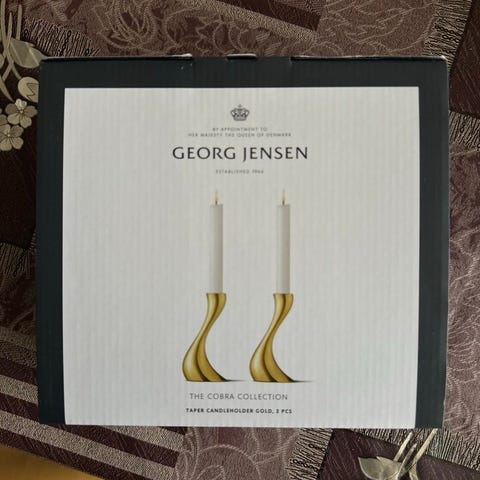 BY APPOINTMENT TO
HER MAJESTY THE QUEEN OF DENMARK
GEORG JENSEN
ESTABLISHED 1904
THE COBRA COLLECTION
TAPER CANDLEHOLDER GOLD, 2 PCS